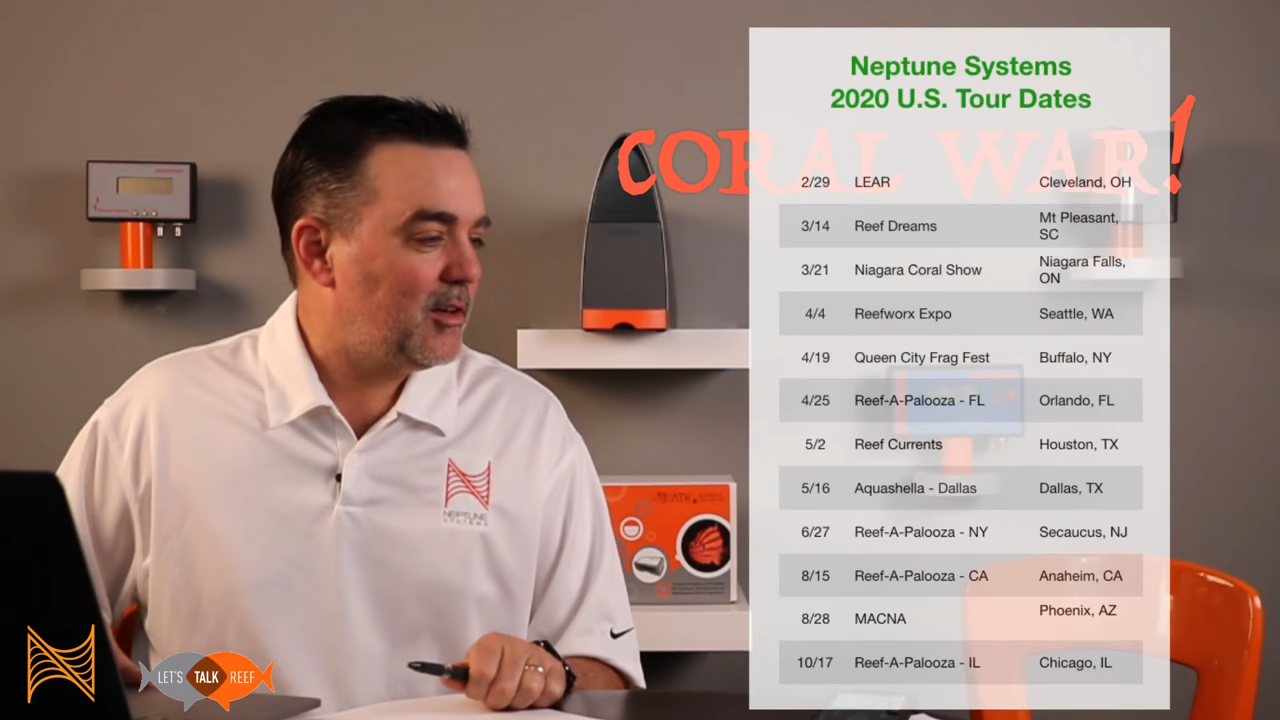 Neptune Systems
2020 U.S. Tour Dates
CORAL WAR!
2/29 LEAR Cleveland, OH
3/14 Reef Dreams Mt Pleasant, SC
3/21 Niagara Coral Show Niagara Falls, ON
4/4 Reefworx Expo Seattle, WA
4/19 Queen City Frag Fest Buffalo, NY
4/25 Reef-A-Palooza - FL Orlando, FL
5/2 Reef Currents Houston, TX
5/16 Aquashella - Dallas Dallas, TX
6/27 Reef-A-Palooza - NY Secaucus, NJ
8/15 Reef-A-Palooza - CA Anaheim, CA
8/28 MACNA Phoenix, AZ
10/17 Reef-A-Palooza - IL Chicago, IL
NEPTUNE
SYSTEMS
LET'S TALK REEF